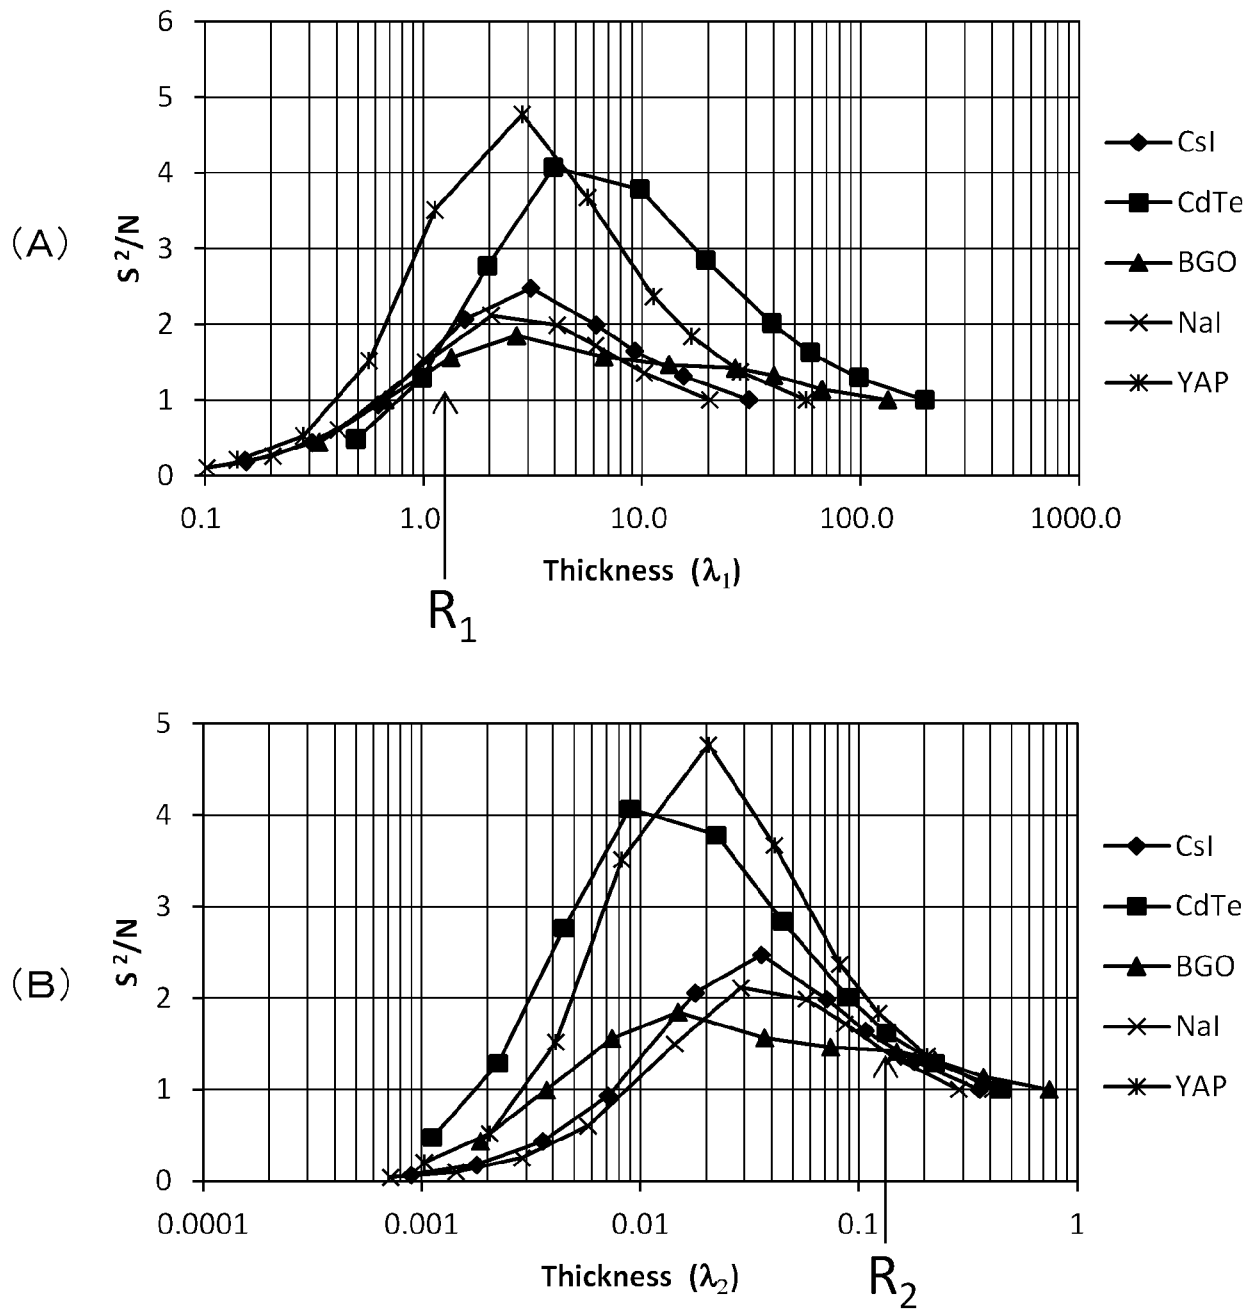 (A)
S²/N
6
5
4
3
2
1
0
0.1 1.0 10.0 100.0 1000.0
Thickness (λ₁)
R₁
CsI
CdTe
BGO
NaI
YAP
(B)
S²/N
5
4
3
2
1
0
0.0001 0.001 0.01 0.1 1
Thickness (λ₂)
R₂
CsI
CdTe
BGO
NaI
YAP